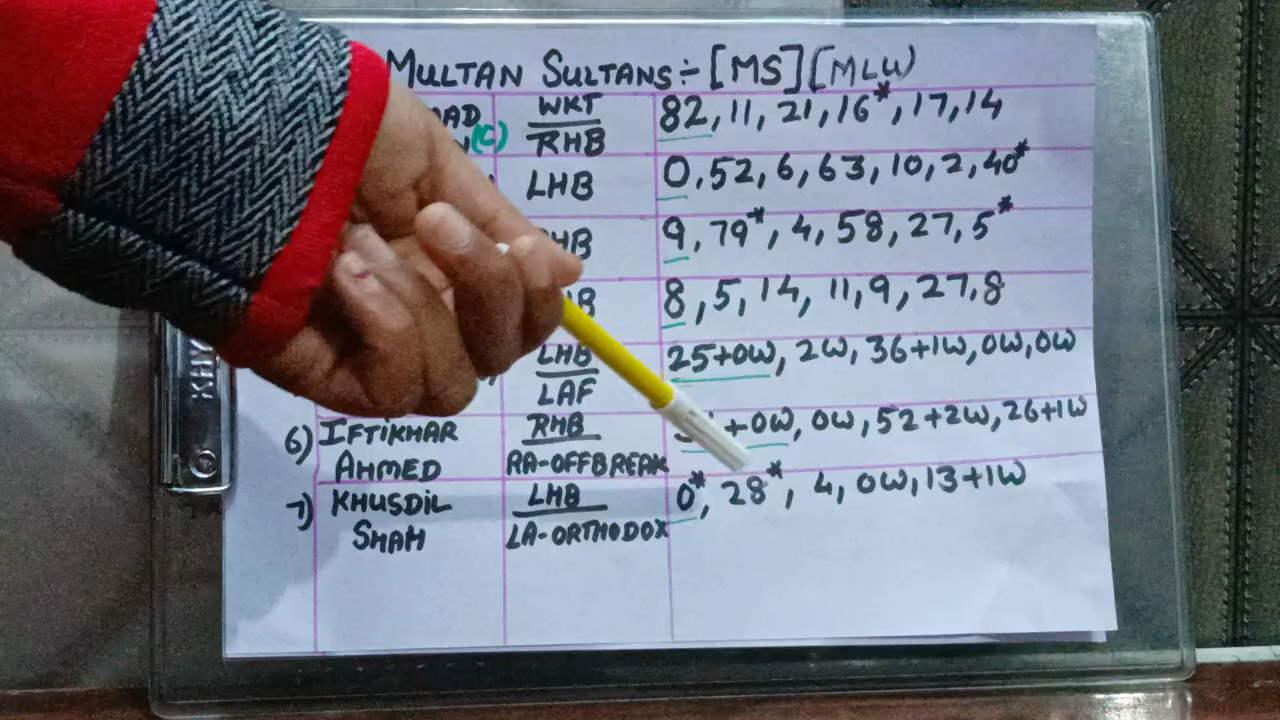 MULTAN SULTANS ÷ [MS] [MLW]
WKT 82, 11, 21, 16*, 17, 14
(C) RHB
LHB 0, 52, 6, 63, 10, 2, 40*
9, 79*, 4, 58, 27, 5*
8, 5, 14, 11, 9, 27, 8
LHB 25+0W, 2W, 36+1W, 0W, 0W
LAF
6) IFTIKHAR RHB +0W, 0W, 52+2W, 26+1W
AHMED RA-OFFBREAK
7) KHUSDIL LHB 0*, 28*, 4, 0W, 13+1W
SHAH LA-ORTHODOX